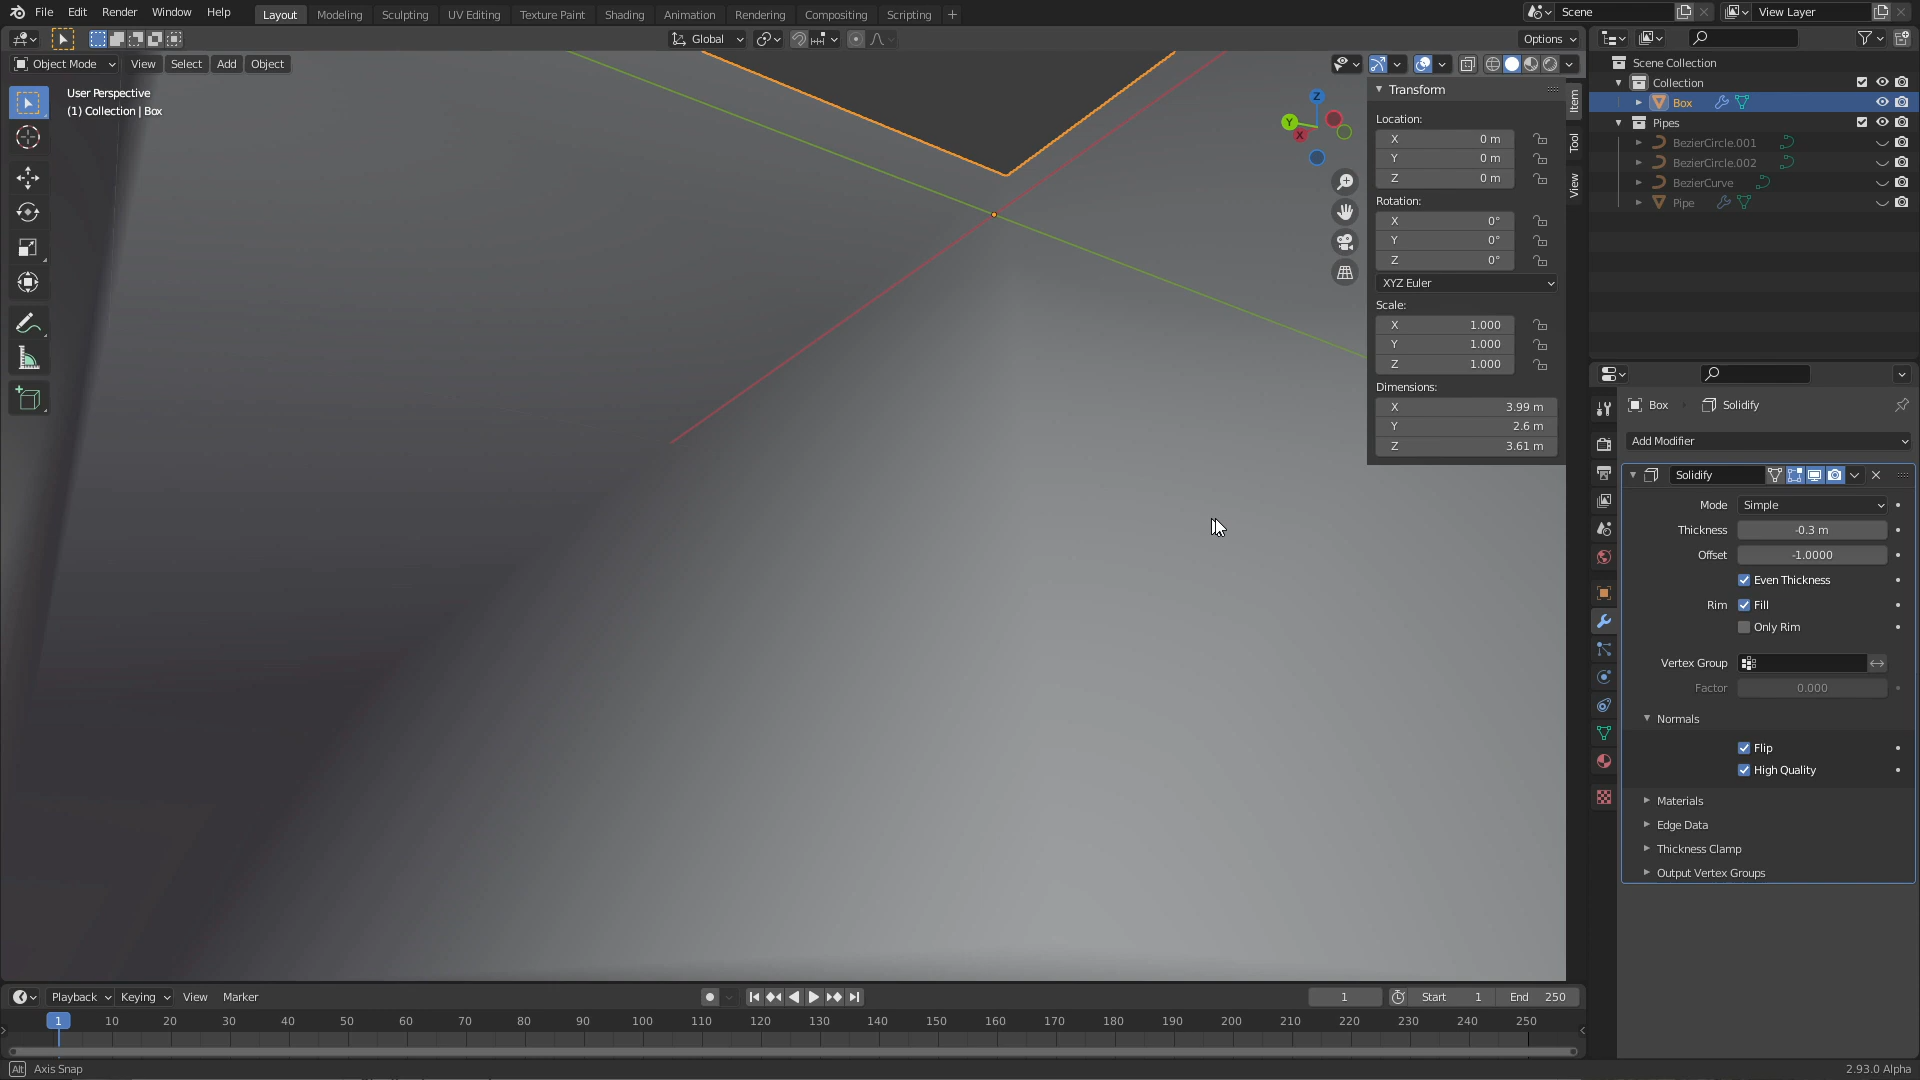 File Edit Render Window Help Layout Modeling Sculpting UV Editing Texture Paint Shading Animation Rendering Compositing Scripting + Scene View Layer
Global Options
Object Mode View Select Add Object
User Perspective
(1) Collection | Box
Z
Y
X
Transform
Location:
X 0 m
Y 0 m
Z 0 m
Rotation:
X 0°
Y 0°
Z 0°
XYZ Euler
Scale:
X 1.000
Y 1.000
Z 1.000
Dimensions:
X 3.99 m
Y 2.6 m
Z 3.61 m
Item
Tool
View
Scene Collection
Collection
Box
Pipes
BezierCircle.001
BezierCircle.002
BezierCurve
Pipe
Box Solidify
Add Modifier
Solidify
Mode Simple
Thickness -0.3 m
Offset -1.0000
Even Thickness
Rim Fill
Only Rim
Vertex Group
Factor 0.000
Normals
Flip
High Quality
Materials
Edge Data
Thickness Clamp
Output Vertex Groups
Playback Keying View Marker 1 Start 1 End 250
1 10 20 30 40 50 60 70 80 90 100 110 120 130 140 150 160 170 180 190 200 210 220 230 240 250
Alt Axis Snap 2.93.0 Alpha